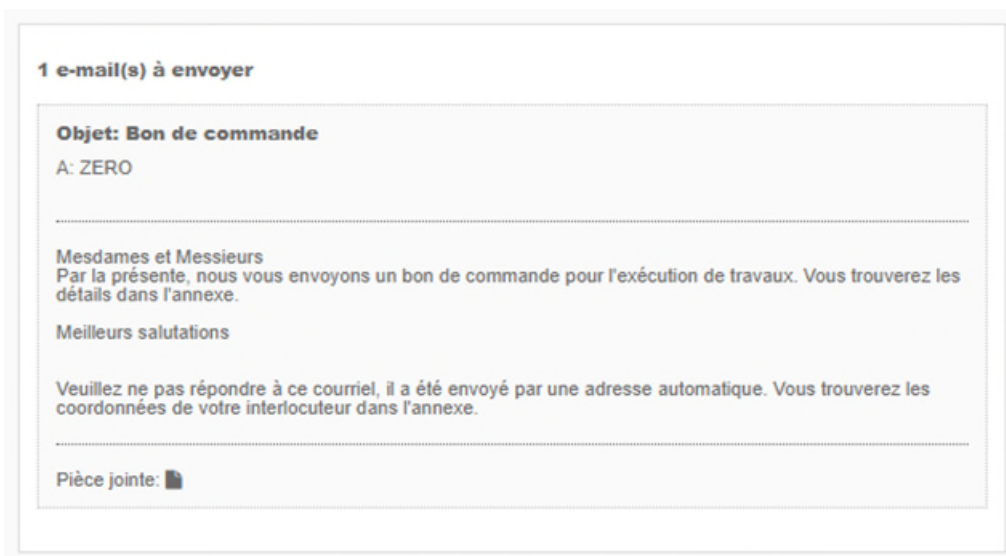 1 e-mail(s) à envoyer
Objet: Bon de commande
A: ZERO
Mesdames et Messieurs
Par la présente, nous vous envoyons un bon de commande pour l'exécution de travaux. Vous trouverez les
détails dans l'annexe.
Meilleurs salutations
Veuillez ne pas répondre à ce courriel, il a été envoyé par une adresse automatique. Vous trouverez les
coordonnées de votre interlocuteur dans l'annexe.
Pièce jointe: